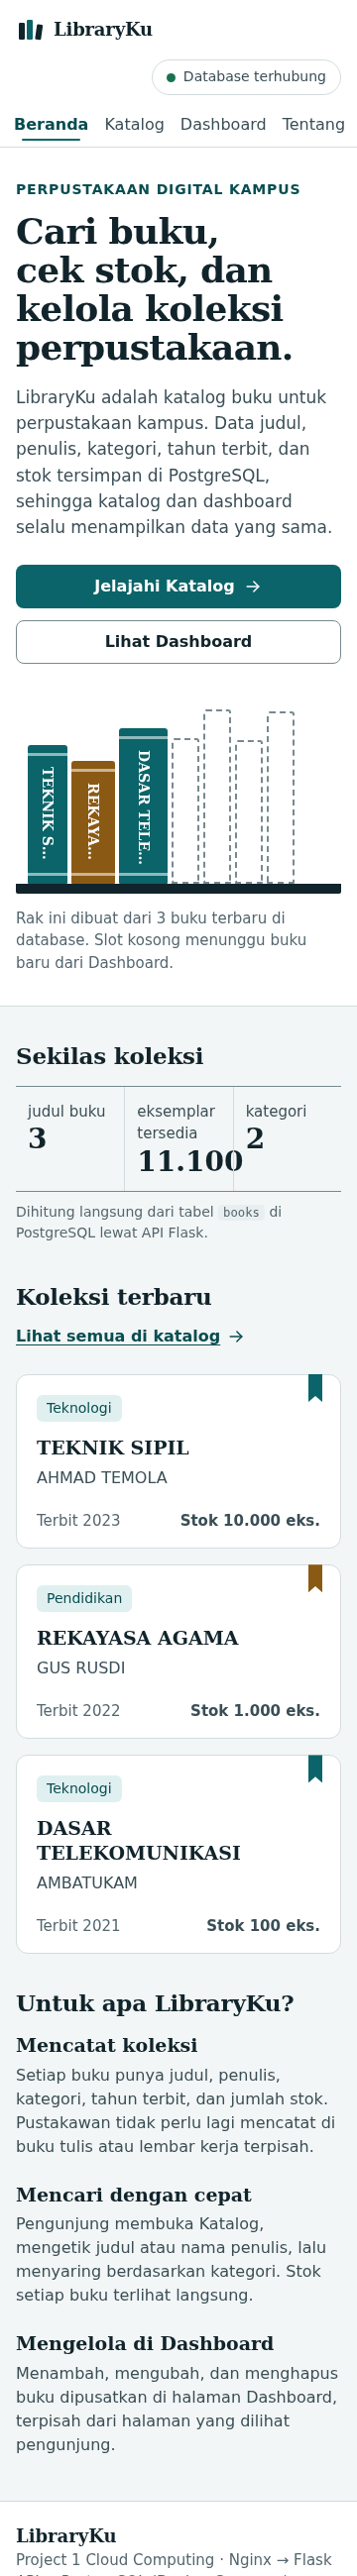 LibraryKu
Database terhubung
Beranda Katalog Dashboard Tentang
PERPUSTAKAAN DIGITAL KAMPUS
Cari buku,
cek stok, dan
kelola koleksi
perpustakaan.
LibraryKu adalah katalog buku untuk
perpustakaan kampus. Data judul,
penulis, kategori, tahun terbit, dan
stok tersimpan di PostgreSQL,
sehingga katalog dan dashboard
selalu menampilkan data yang sama.
Jelajahi Katalog →
Lihat Dashboard
TEKNIK S...
REKAYA...
DASAR TELE...
Rak ini dibuat dari 3 buku terbaru di
database. Slot kosong menunggu buku
baru dari Dashboard.
Sekilas koleksi
judul buku
3
eksemplar
tersedia
11.100
kategori
2
Dihitung langsung dari tabel books di
PostgreSQL lewat API Flask.
Koleksi terbaru
Lihat semua di katalog →
Teknologi
TEKNIK SIPIL
AHMAD TEMOLA
Terbit 2023 Stok 10.000 eks.
Pendidikan
REKAYASA AGAMA
GUS RUSDI
Terbit 2022 Stok 1.000 eks.
Teknologi
DASAR
TELEKOMUNIKASI
AMBATUKAM
Terbit 2021 Stok 100 eks.
Untuk apa LibraryKu?
Mencatat koleksi
Setiap buku punya judul, penulis,
kategori, tahun terbit, dan jumlah stok.
Pustakawan tidak perlu lagi mencatat di
buku tulis atau lembar kerja terpisah.
Mencari dengan cepat
Pengunjung membuka Katalog,
mengetik judul atau nama penulis, lalu
menyaring berdasarkan kategori. Stok
setiap buku terlihat langsung.
Mengelola di Dashboard
Menambah, mengubah, dan menghapus
buku dipusatkan di halaman Dashboard,
terpisah dari halaman yang dilihat
pengunjung.
LibraryKu
Project 1 Cloud Computing · Nginx → Flask